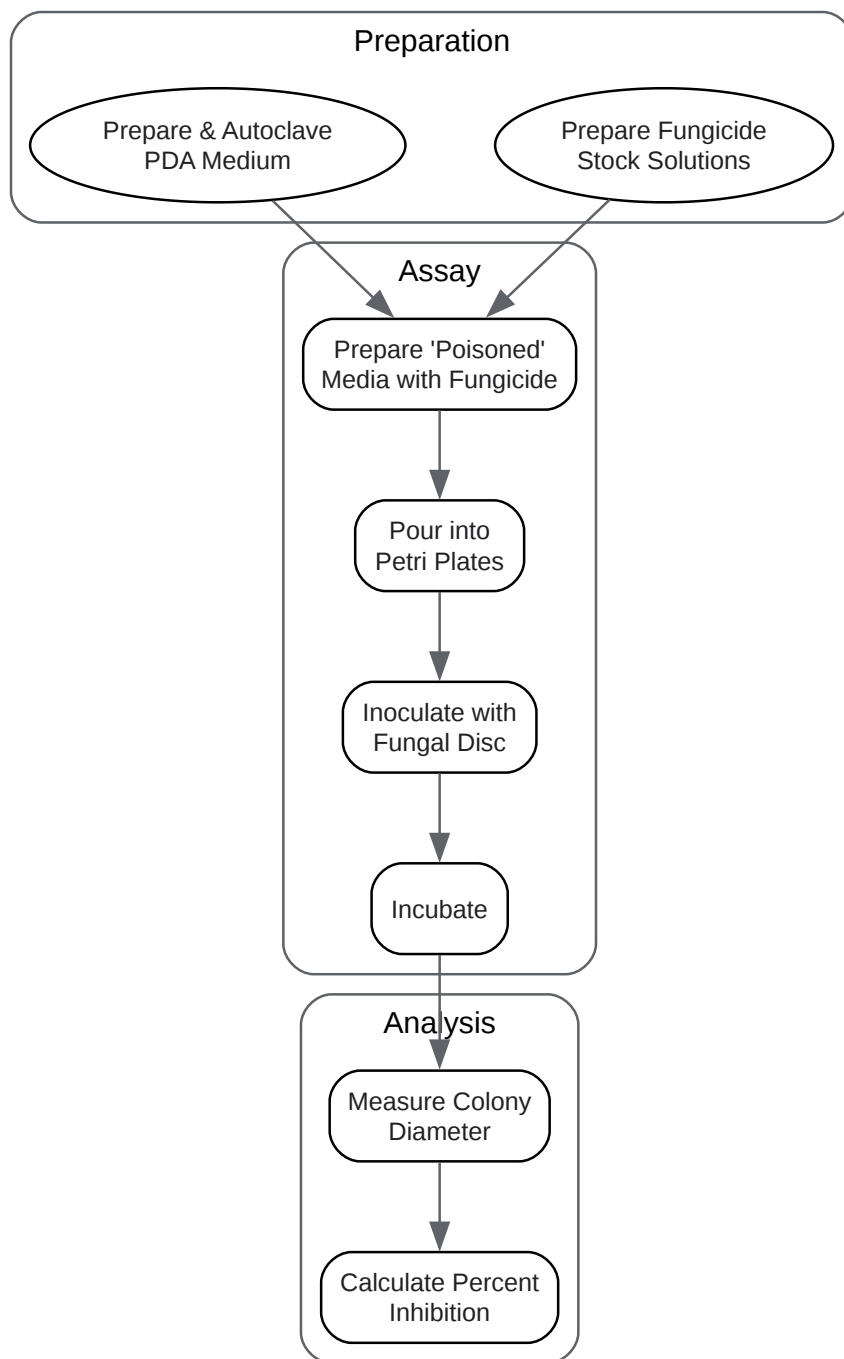 Preparation
Prepare & Autoclave
PDA Medium
Prepare Fungicide
Stock Solutions
Assay
Prepare 'Poisoned'
Media with Fungicide
Pour into
Petri Plates
Inoculate with
Fungal Disc
Incubate
Analysis
Measure Colony
Diameter
Calculate Percent
Inhibition